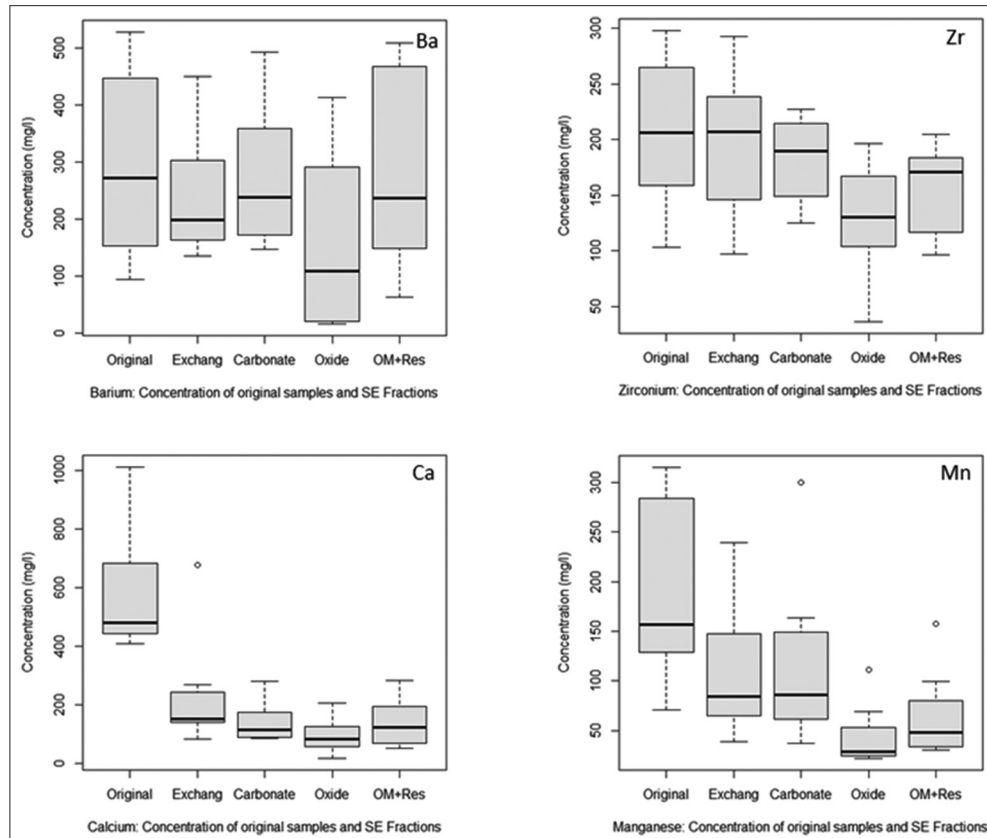 Ba
500
400
300
200
100
0
Concentration (mg/l)
Original Exchang Carbonate Oxide OM+Res
Barium: Concentration of original samples and SE Fractions
Zr
300
250
200
150
100
50
Concentration (mg/l)
Original Exchang Carbonate Oxide OM+Res
Zirconium: Concentration of original samples and SE Fractions
Ca
1000
800
600
400
200
0
Concentration (mg/l)
Original Exchang Carbonate Oxide OM+Res
Calcium: Concentration of original samples and SE Fractions
Mn
300
250
200
150
100
50
Concentration (mg/l)
Original Exchang Carbonate Oxide OM+Res
Manganese: Concentration of original samples and SE Fractions